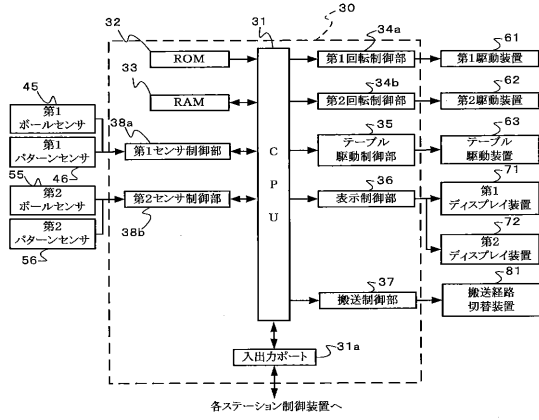 30
31
32
ROM
33
RAM
34a
第1回転制御部
61
第1駆動装置
34b
第2回転制御部
62
第2駆動装置
45
第1
ボールセンサ
第1
パターンセンサ
46
38a
第1センサ制御部
35
テーブル
駆動制御部
63
テーブル
駆動装置
55
第2
ボールセンサ
第2
パターンセンサ
56
第2センサ制御部
38b
CPU
36
表示制御部
71
第1
ディスプレイ装置
72
第2
ディスプレイ装置
37
搬送制御部
81
搬送経路
切替装置
31a
入出力ポート
各ステーション制御装置へ